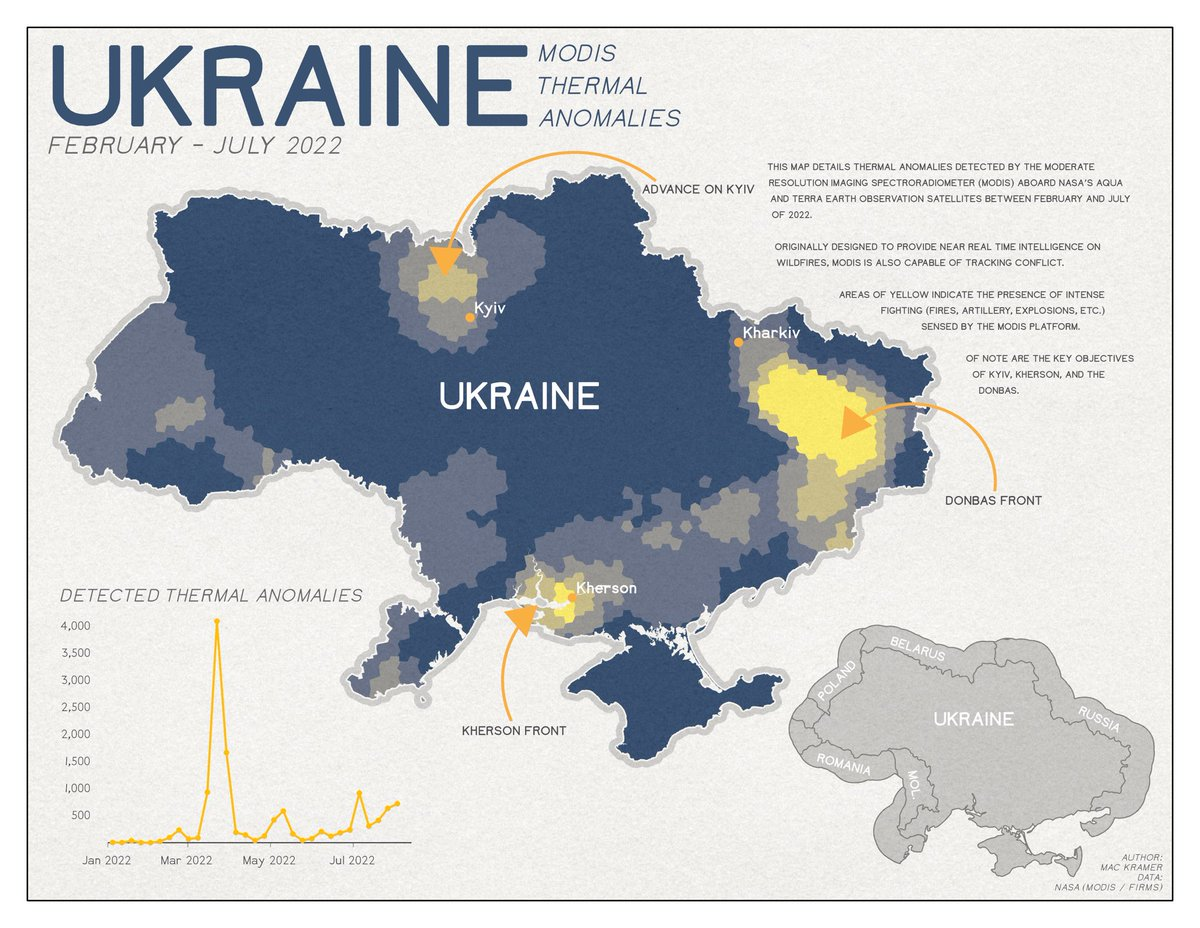 UKRAINE
MODIS
THERMAL
ANOMALIES
FEBRUARY - JULY 2022
ADVANCE ON KYIV
THIS MAP DETAILS THERMAL ANOMALIES DETECTED BY THE MODERATE
RESOLUTION IMAGING SPECTRORADIOMETER (MODIS) ABOARD NASA'S AQUA
AND TERRA EARTH OBSERVATION SATELLITES BETWEEN FEBRUARY AND JULY
OF 2022.
ORIGINALLY DESIGNED TO PROVIDE NEAR REAL TIME INTELLIGENCE ON
WILDFIRES, MODIS IS ALSO CAPABLE OF TRACKING CONFLICT.
AREAS OF YELLOW INDICATE THE PRESENCE OF INTENSE
FIGHTING (FIRES, ARTILLERY, EXPLOSIONS, ETC.)
SENSED BY THE MODIS PLATFORM.
OF NOTE ARE THE KEY OBJECTIVES
OF KYIV, KHERSON, AND THE
DONBAS.
Kyiv
Kharkiv
UKRAINE
DONBAS FRONT
Kherson
KHERSON FRONT
DETECTED THERMAL ANOMALIES
4,000
3,500
3,000
2,500
2,000
1,500
1,000
500
Jan 2022
Mar 2022
May 2022
Jul 2022
BELARUS
POLAND
UKRAINE
RUSSIA
ROMANIA
MOL
AUTHOR:
MAC KRAMER
DATA:
NASA (MODIS / FIRMS)